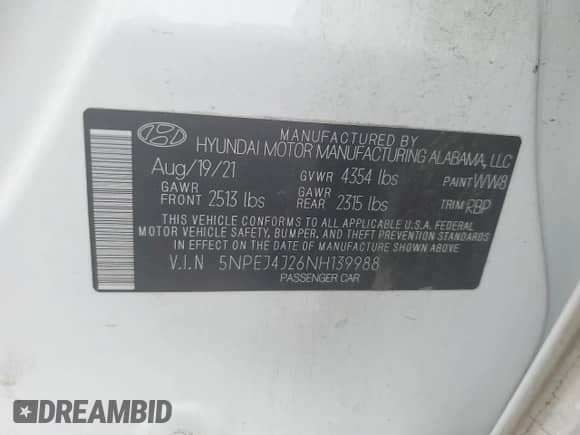 MANUFACTURED BY
HYUNDAI MOTOR MANUFACTURING ALABAMA, LLC
Aug/19/21 GVWR 4354 lbs PAINT WW8
GAWR FRONT 2513 lbs GAWR REAR 2315 lbs TRIM RBP
THIS VEHICLE CONFORMS TO ALL APPLICABLE U.S.A. FEDERAL
MOTOR VEHICLE SAFETY, BUMPER, AND THEFT PREVENTION
STANDARDS IN EFFECT ON THE DATE OF MANUFACTURE SHOWN ABOVE
V.I.N 5NPEJ4J26NH139988
PASSENGER CAR
DREAMBID